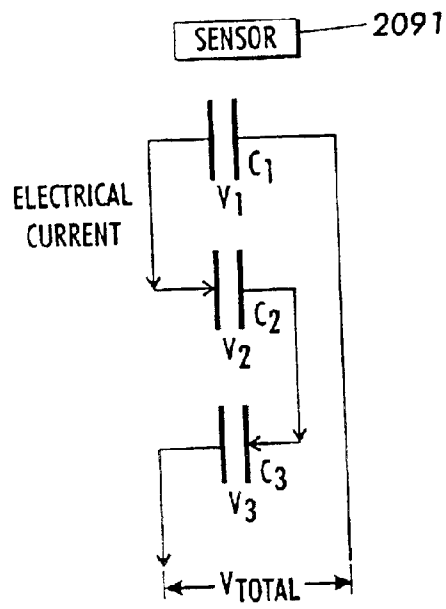 SENSOR
2091
C1
V1
ELECTRICAL
CURRENT
C2
V2
C3
V3
VTOTAL